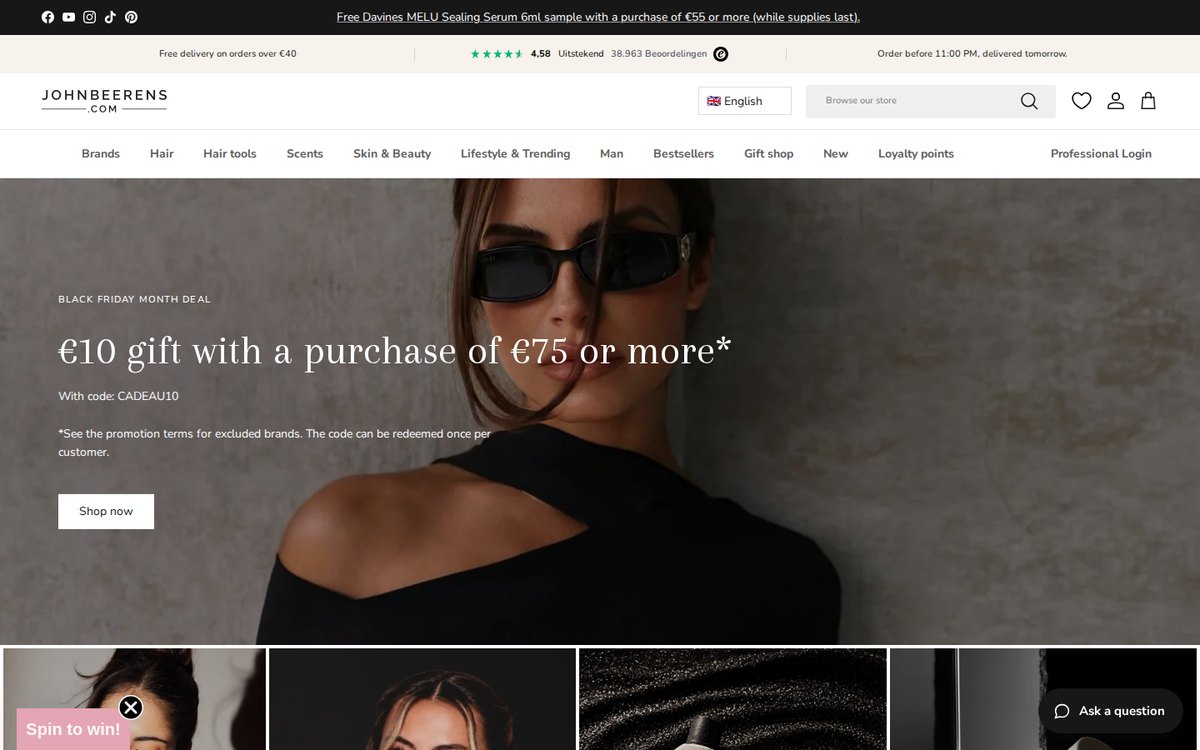 Free Davines MELU Sealing Serum 6ml sample with a purchase of €55 or more (while supplies last).
Free delivery on orders over €40
4,58 Uitstekend 38.963 Beoordelingen
Order before 11:00 PM, delivered tomorrow.
JOHNBEERENS
.COM
English
Browse our store
Brands Hair Hair tools Scents Skin & Beauty Lifestyle & Trending Man Bestsellers Gift shop New Loyalty points Professional Login
BLACK FRIDAY MONTH DEAL
€10 gift with a purchase of €75 or more*
With code: CADEAU10
*See the promotion terms for excluded brands. The code can be redeemed once per
customer.
Shop now
Spin to win!
Ask a question